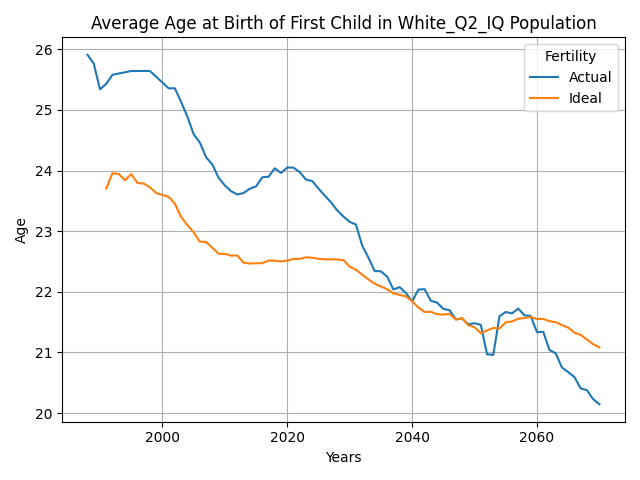 Average Age at Birth of First Child in White_Q2_IQ Population
Fertility
Actual
Ideal
Age
26
25
24
23
22
21
20
2000
2020
2040
2060
Years